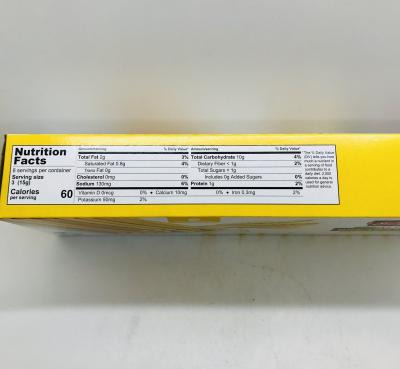 Nutrition Facts
8 servings per container
Serving size
3 (15g)
Calories 60
per serving
Amount/serving % Daily Value*
Total Fat 2g 3%
Saturated Fat 0.8g 4%
Trans Fat 0g
Cholesterol 0mg 0%
Sodium 130mg 6%
Amount/serving % Daily Value*
Total Carbohydrate 10g 4%
Dietary Fiber < 1g 2%
Total Sugars < 1g
Includes 0g Added Sugars 0%
Protein 1g 2%
Vitamin D 0mcg 0% • Calcium 10mg 0% • Iron 0.3mg 2%
Potassium 50mg 2%
*The % Daily Value
(DV) tells you how
much a nutrient in
a serving of food
contributes to a
daily diet. 2,000
calories a day is
used for general
nutrition advice.